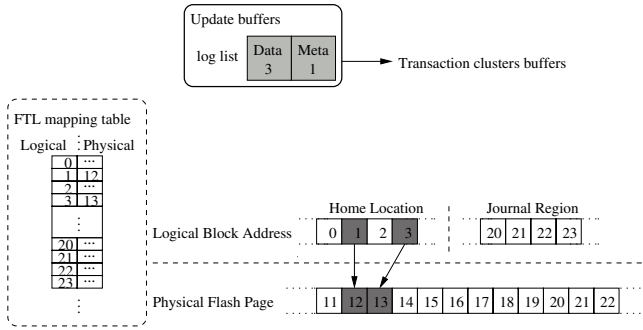 Update buffers
log list
Data 3
Meta 1
Transaction clusters buffers
FTL mapping table
Logical Physical
0 ...
1 12
2 ...
3 13
20 ...
21 ...
22 ...
23 ...
Home Location
Journal Region
Logical Block Address
0 1 2 3
20 21 22 23
Physical Flash Page
11 12 13 14 15 16 17 18 19 20 21 22